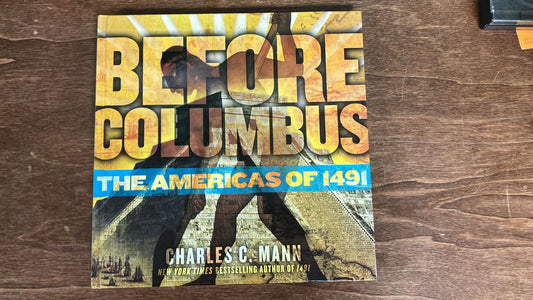 BEFORE
COLUMBUS
THE AMERICAS OF 1491
CHARLES C. MANN
NEW YORK TIMES BESTSELLING AUTHOR OF 1491